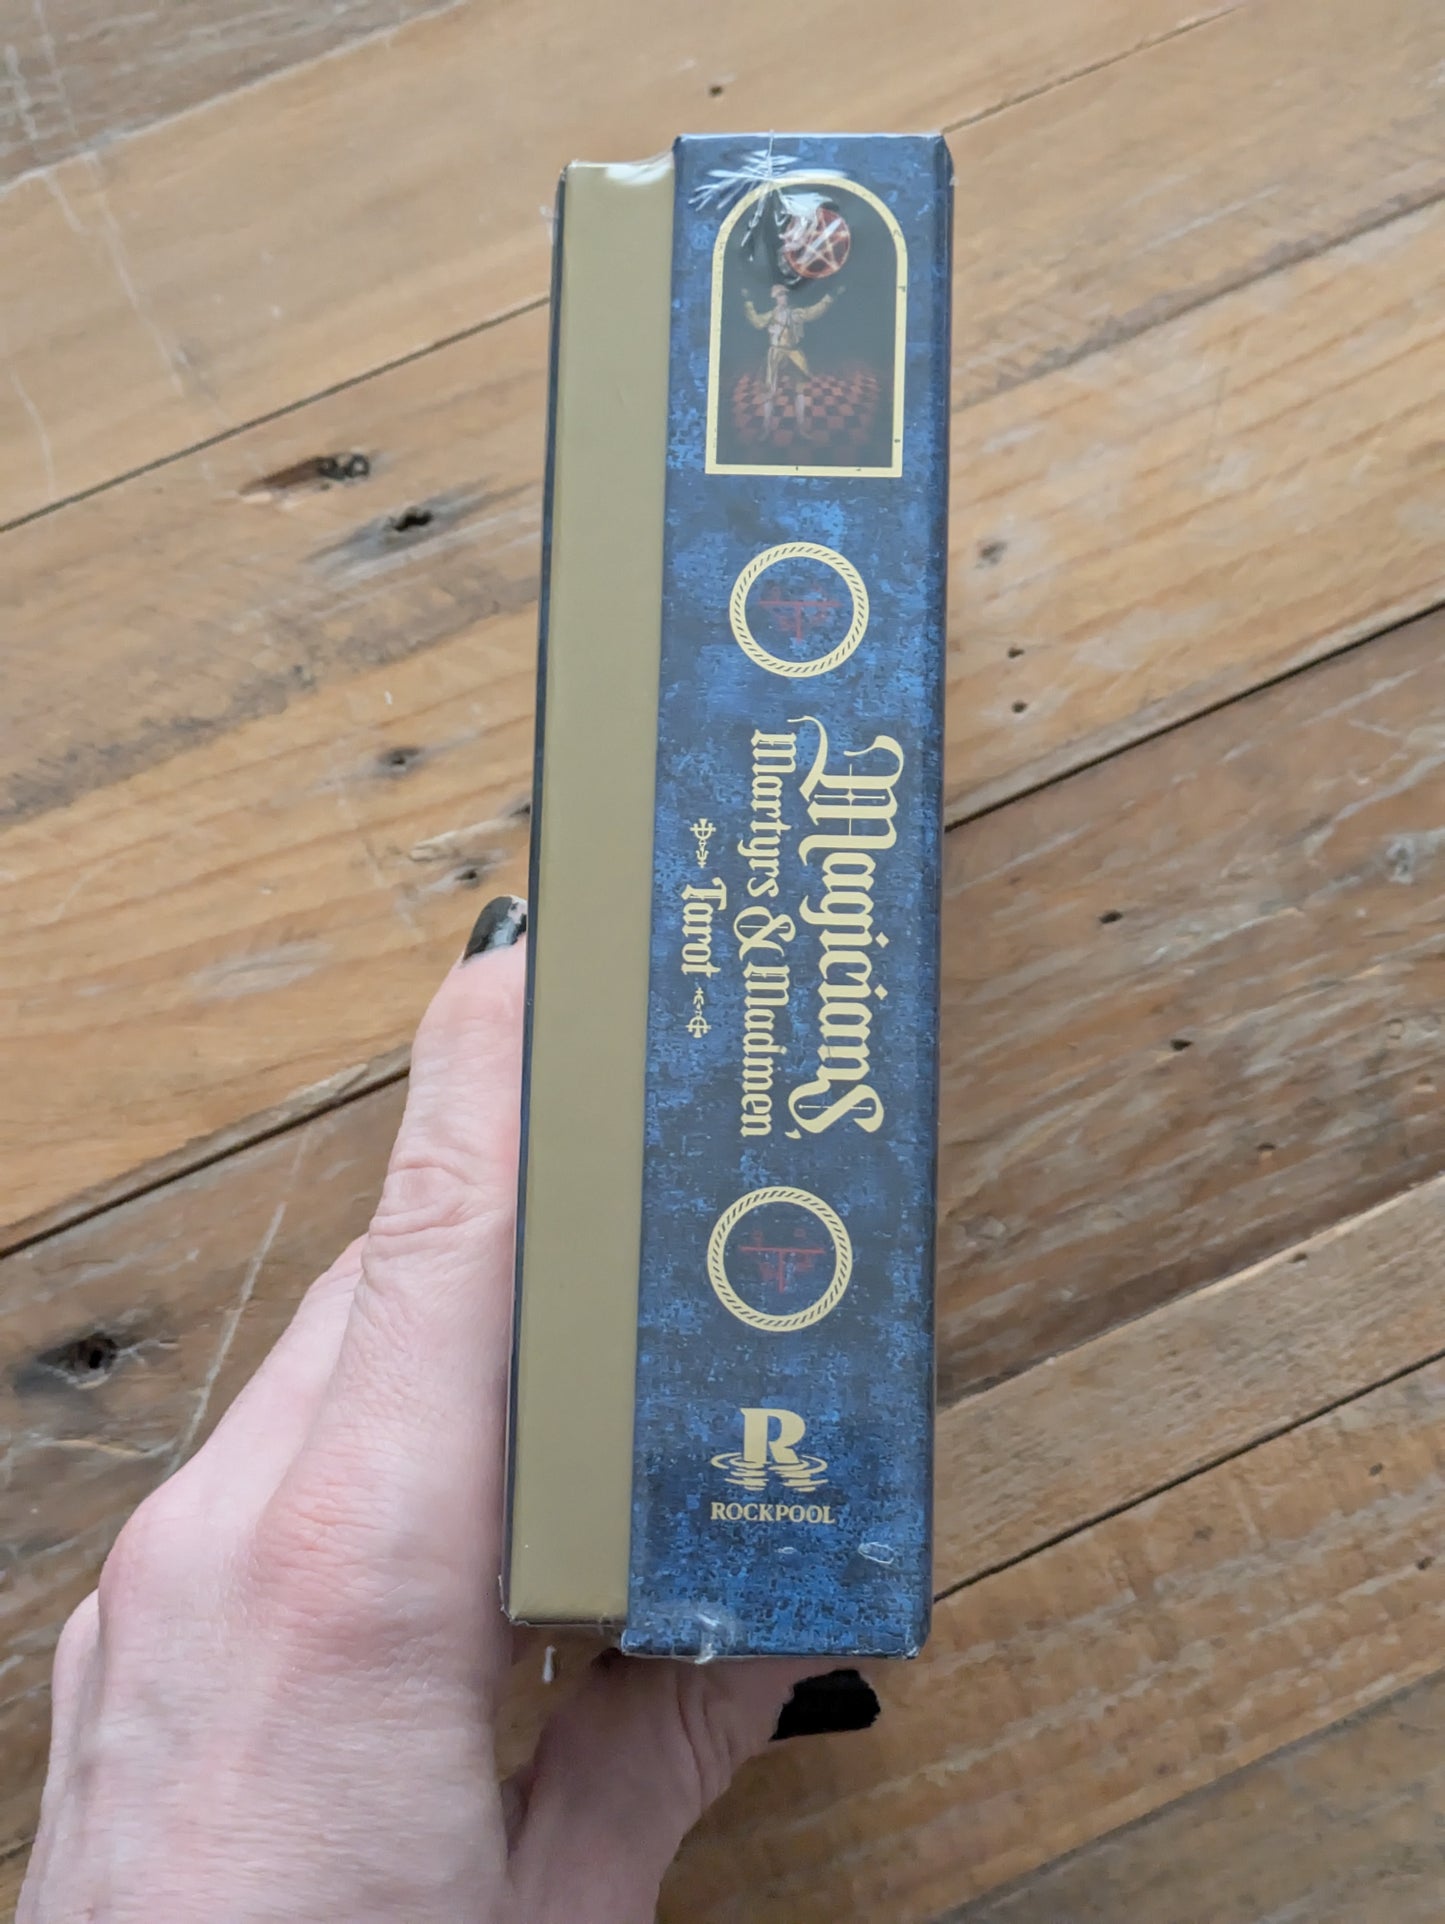 Magicians,
Martyrs & Madmen
Tarot
R
ROCKPOOL